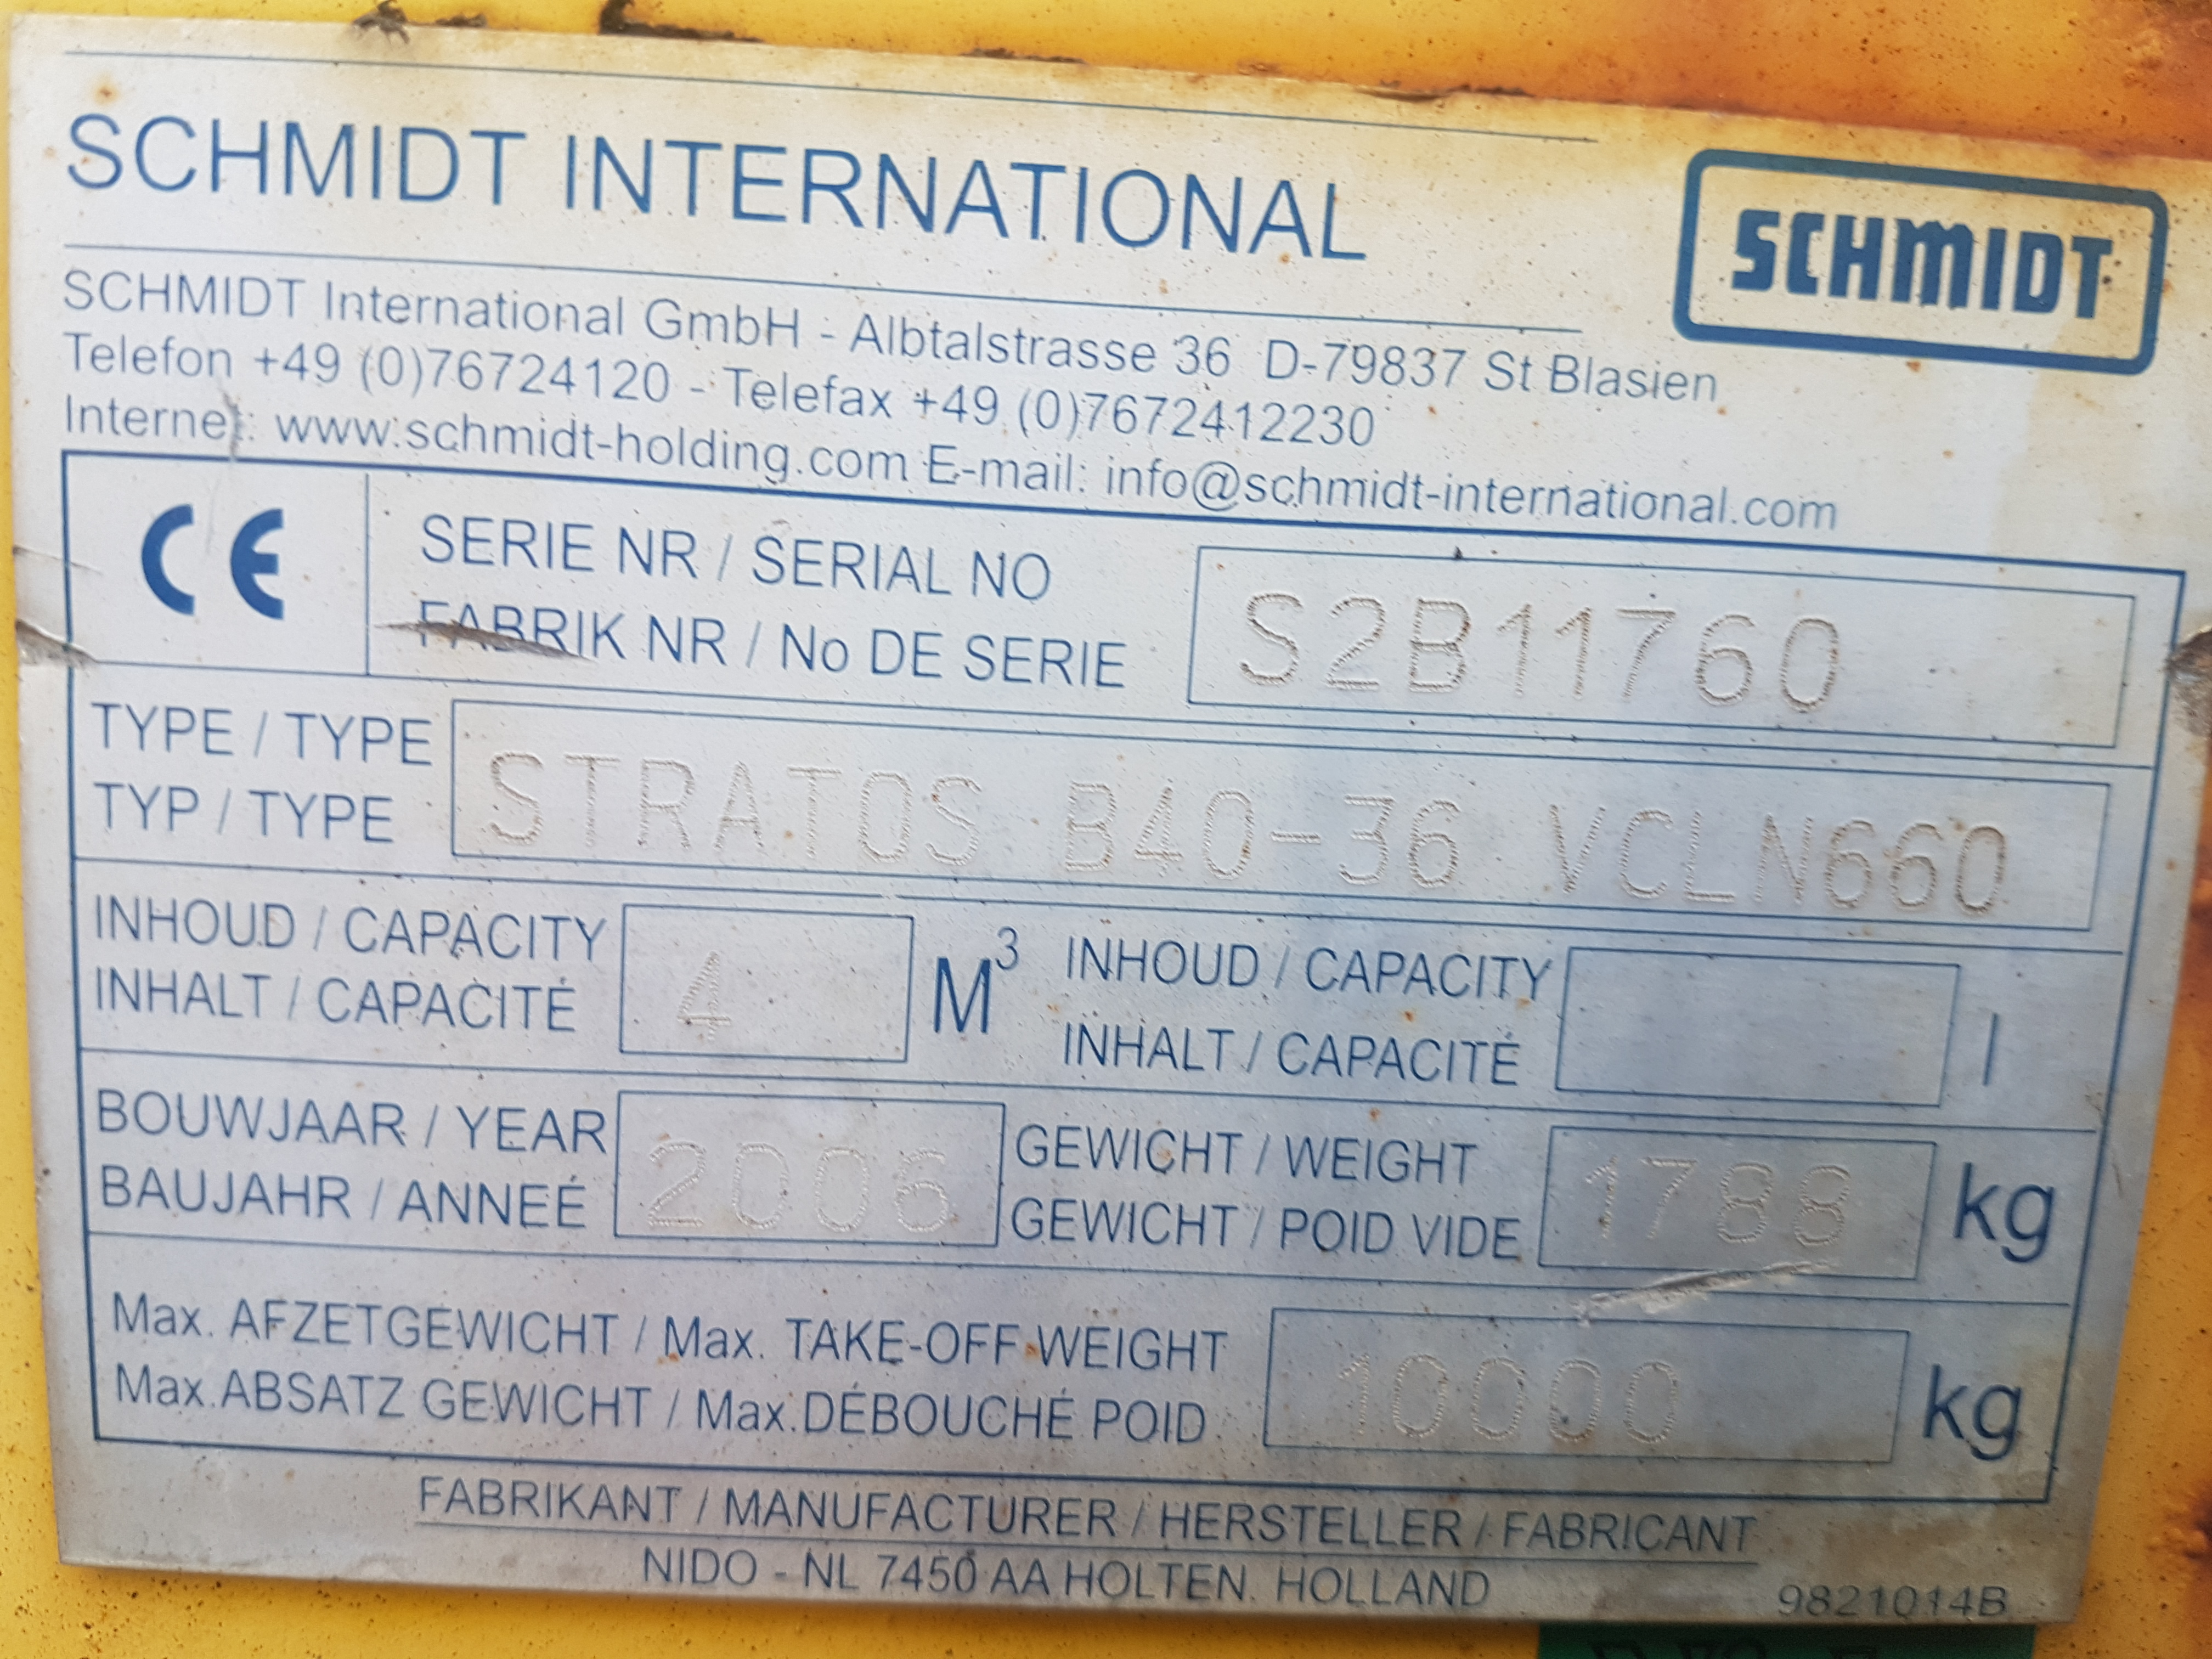 SCHMIDT INTERNATIONAL
SCHMIDT
SCHMIDT International GmbH - Albtalstrasse 36 D-79837 St Blasien
Telefon +49 (0)76724120 - Telefax +49 (0)7672412230
Internet: www.schmidt-holding.com E-mail: info@schmidt-international.com
CE
SERIE NR / SERIAL NO
FABRIK NR / No DE SERIE
S2B11760
TYPE / TYPE
TYP / TYPE
STRATOS B40-36 VCLN660
INHOUD / CAPACITY
INHALT / CAPACITÉ
4
M³
INHOUD / CAPACITY
INHALT / CAPACITÉ
l
BOUWJAAR / YEAR
BAUJAHR / ANNEÉ
2006
GEWICHT / WEIGHT
GEWICHT / POID VIDE
1788
kg
Max. AFZETGEWICHT / Max. TAKE-OFF WEIGHT
Max.ABSATZ GEWICHT / Max.DÉBOUCHÉ POID
10000
kg
FABRIKANT / MANUFACTURER / HERSTELLER / FABRICANT
NIDO - NL 7450 AA HOLTEN. HOLLAND
9821014B